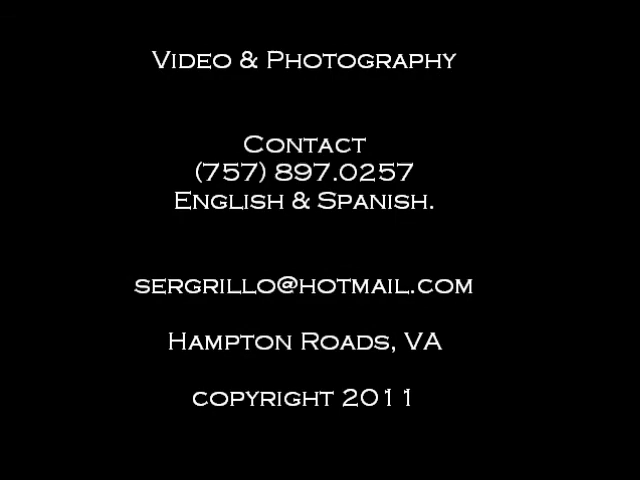 Video & Photography
Contact
(757) 897.0257
English & Spanish.
sergrillo@hotmail.com
Hampton Roads, VA
copyright 2011